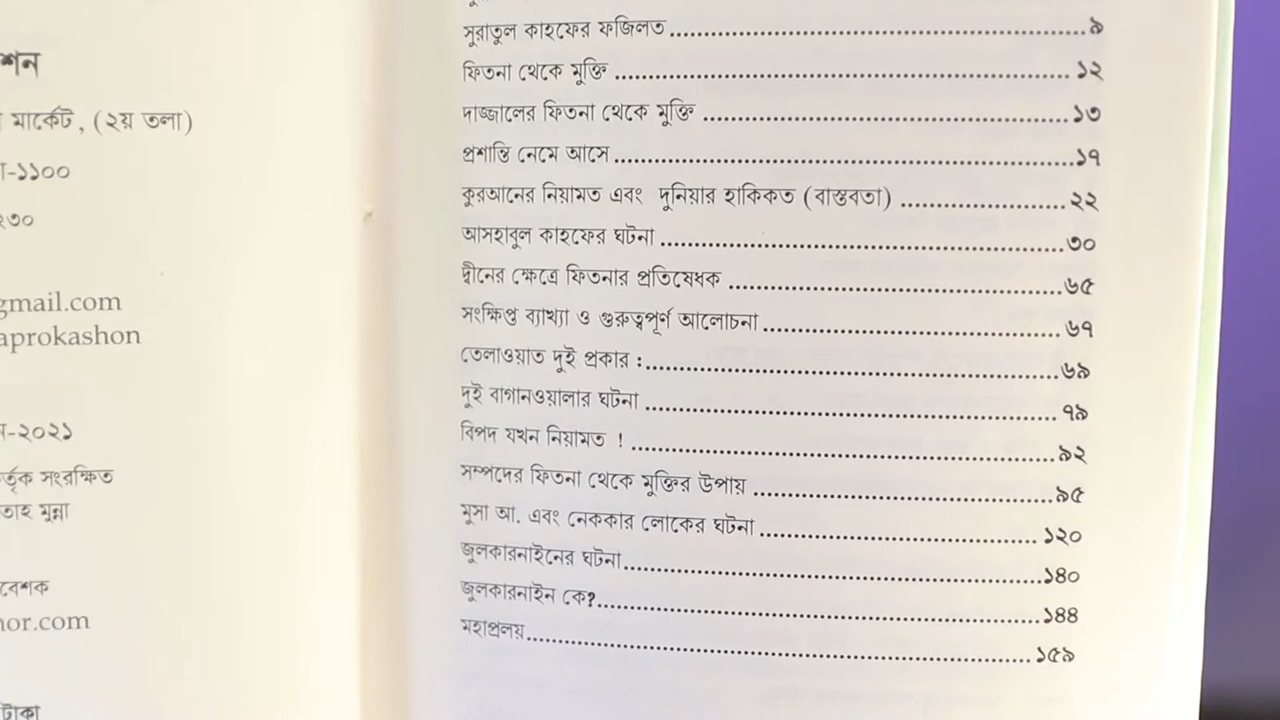 শন
মার্কেট, (২য় তলা)
-১১০০
২৩০
gmail.com
aprokashon
-২০২১
কর্তৃক সংরক্ষিত
তাহ মুন্না
বেশক
hor.com
টাকা
সুরাতুল কাহফের ফজিলত ........ ৯
ফিতনা থেকে মুক্তি ........ ১২
দাজ্জালের ফিতনা থেকে মুক্তি ........ ১৩
প্রশান্তি নেমে আসে ........ ১৭
কুরআনের নিয়ামত এবং দুনিয়ার হাকিকত (বাস্তবতা) ........ ২২
আসহাবুল কাহফের ঘটনা ........ ৩০
দ্বীনের ক্ষেত্রে ফিতনার প্রতিষেধক ........ ৬৫
সংক্ষিপ্ত ব্যাখ্যা ও গুরুত্বপূর্ণ আলোচনা ........ ৬৭
তেলাওয়াত দুই প্রকার : ........ ৬৯
দুই বাগানওয়ালার ঘটনা ........ ৭৯
বিপদ যখন নিয়ামত ! ........ ৯২
সম্পদের ফিতনা থেকে মুক্তির উপায় ........ ৯৫
মুসা আ. এবং নেককার লোকের ঘটনা ........ ১২০
জুলকারনাইনের ঘটনা ........ ১৪০
জুলকারনাইন কে? ........ ১৪৪
মহাপ্রলয় ........ ১৫৯